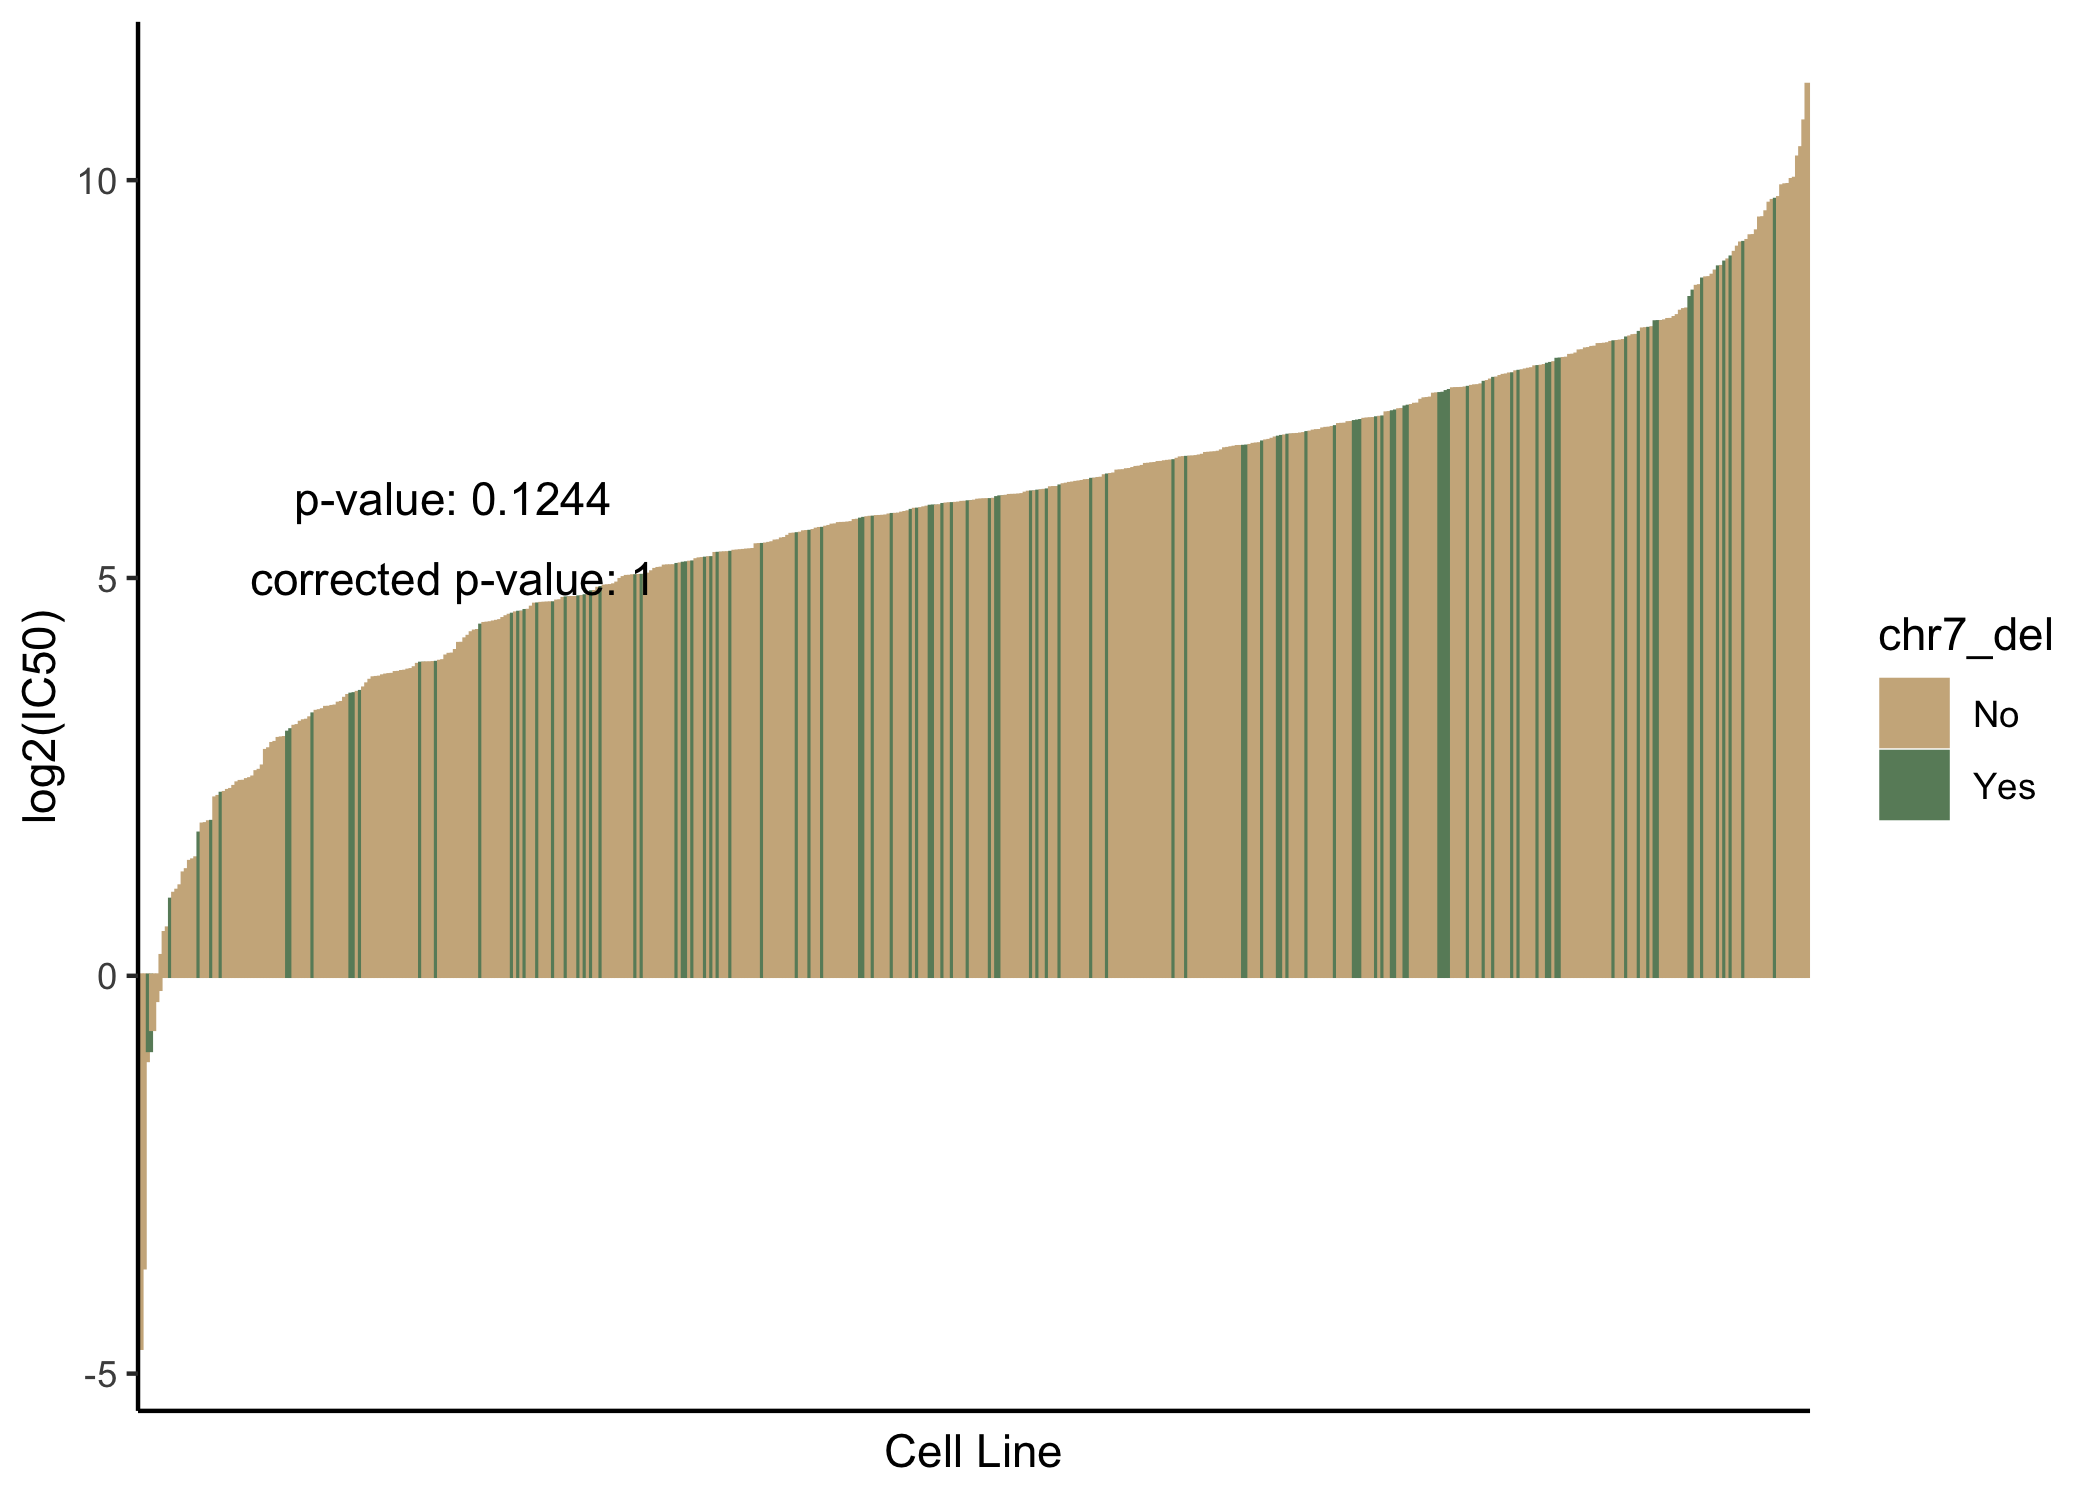 10
5
0
-5
log2(IC50)
p-value: 0.1244
corrected p-value: 1
Cell Line
chr7_del
No
Yes